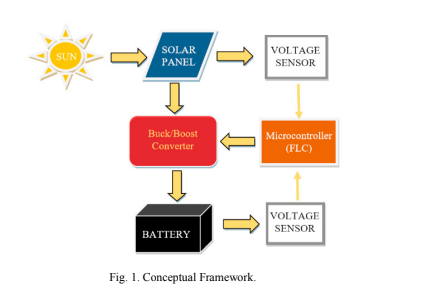 SUN
SOLAR
PANEL
VOLTAGE
SENSOR
Buck/Boost
Converter
Microcontroller
(FLC)
BATTERY
VOLTAGE
SENSOR
Fig. 1. Conceptual Framework.